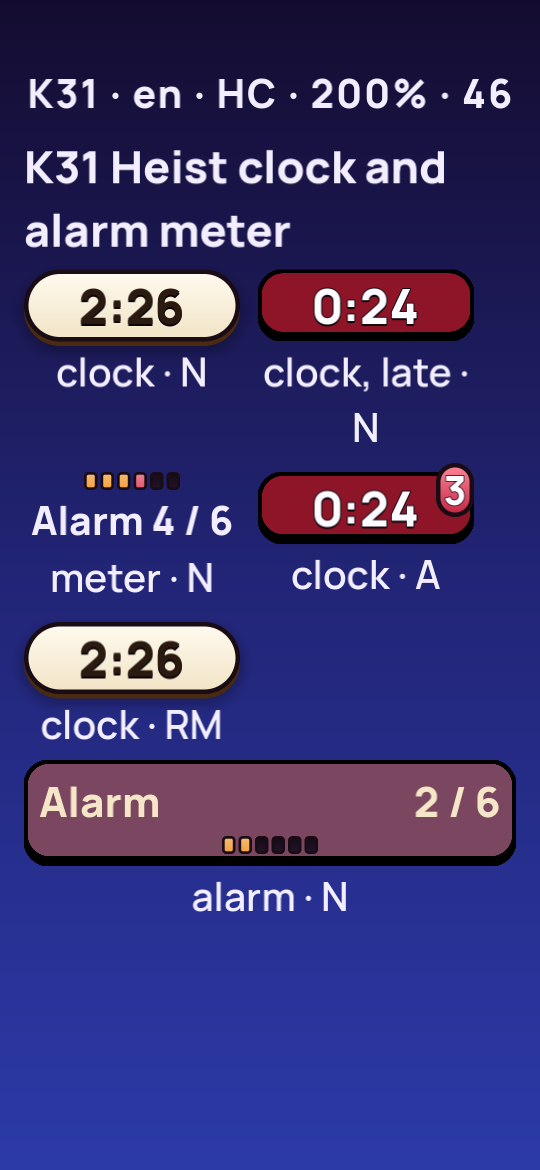 K31 · en · HC · 200% · 46
K31 Heist clock and
alarm meter
2:26
0:24
clock · N
clock, late ·
N
Alarm 4 / 6
meter · N
0:24
3
clock · A
2:26
clock · RM
Alarm 2 / 6
alarm · N